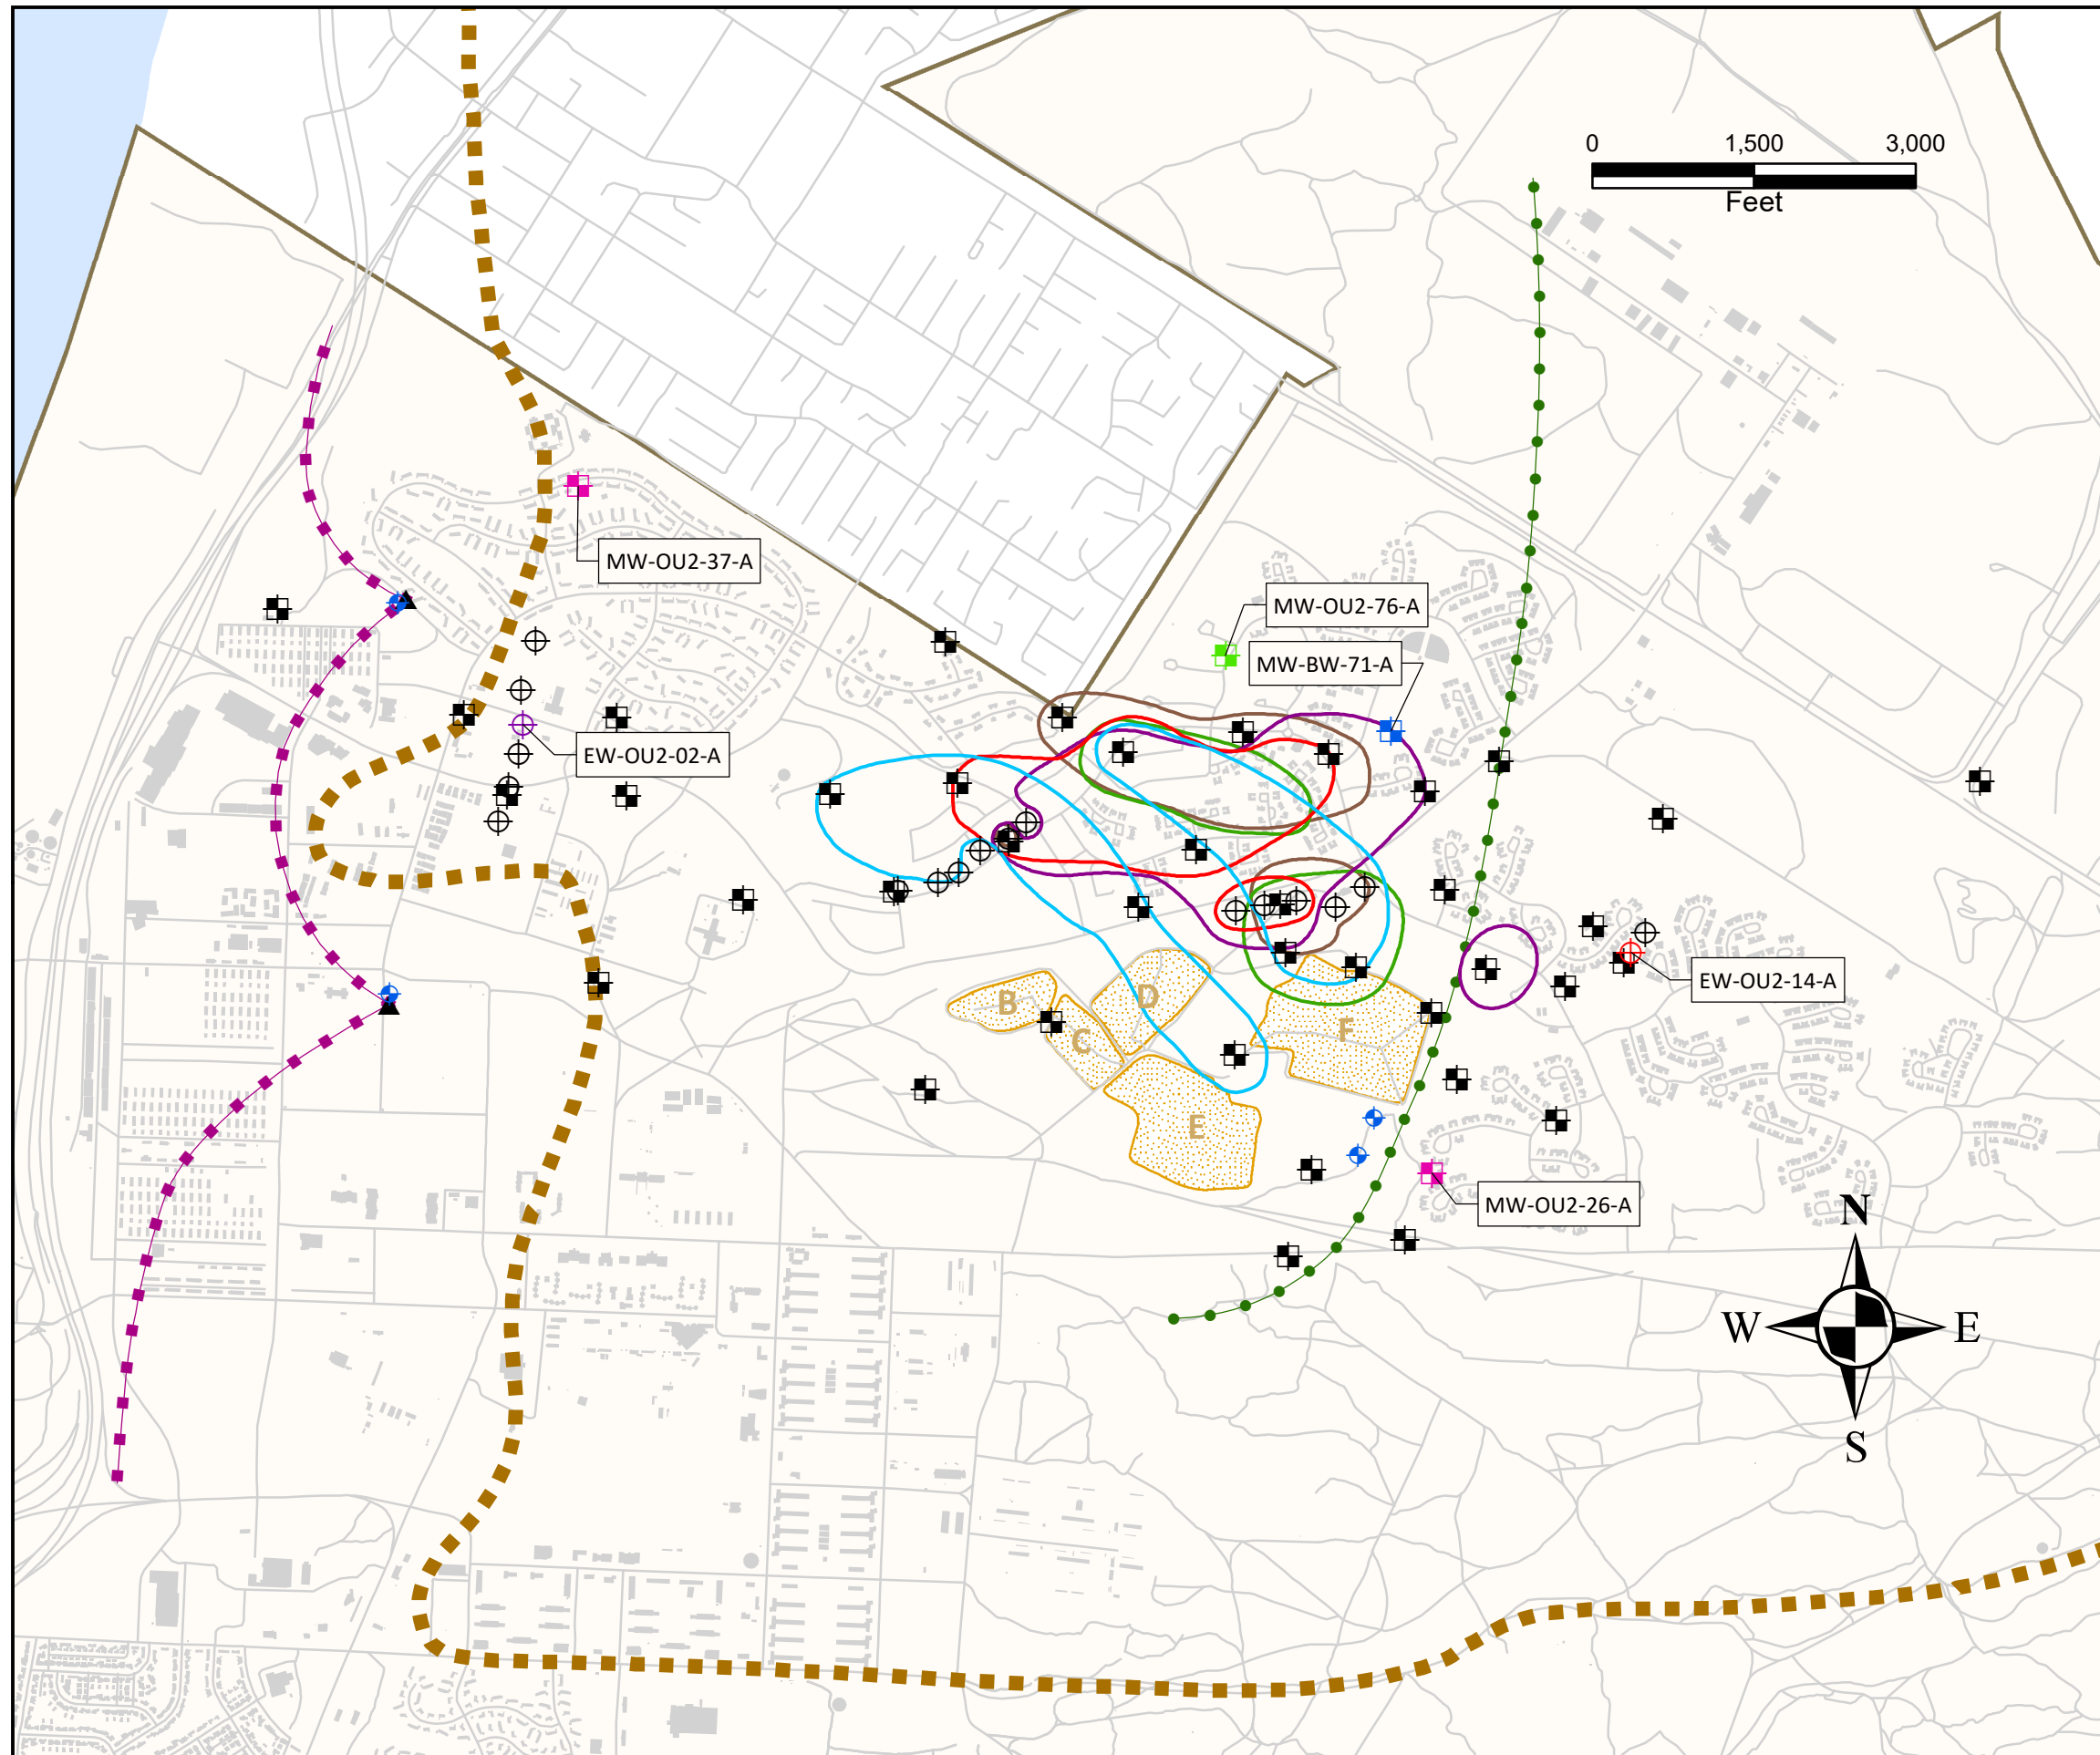 0 1,500 3,000
Feet
MW-OU2-37-A
MW-OU2-76-A
MW-BW-71-A
EW-OU2-02-A
EW-OU2-14-A
B
D
C
F
E
MW-OU2-26-A
N
W E
S